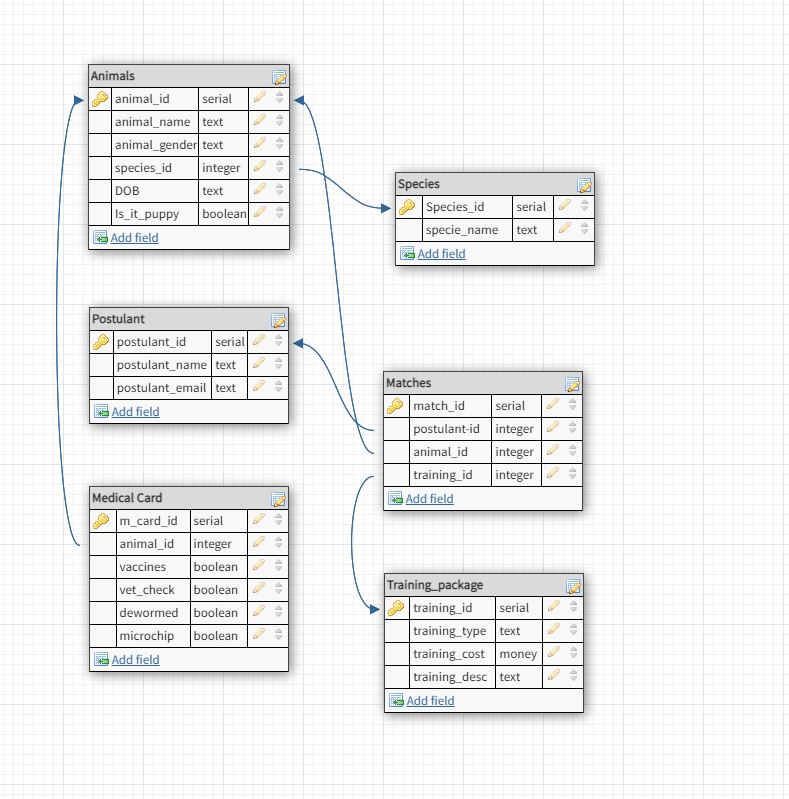 Animals
animal_id serial
animal_name text
animal_gender text
species_id integer
DOB text
Is_it_puppy boolean
Add field
Species
Species_id serial
specie_name text
Add field
Postulant
postulant_id serial
postulant_name text
postulant_email text
Add field
Matches
match_id serial
postulant-id integer
animal_id integer
training_id integer
Add field
Medical Card
m_card_id serial
animal_id integer
vaccines boolean
vet_check boolean
dewormed boolean
microchip boolean
Add field
Training_package
training_id serial
training_type text
training_cost money
training_desc text
Add field